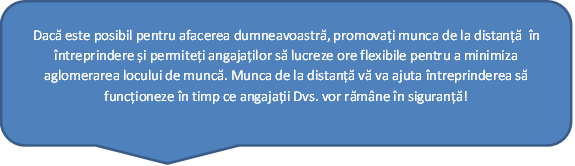 Dacă este posibil pentru afacerea dumneavoastră, promovați munca de la distanță în
întreprindere și permiteți angajaților să lucreze ore flexibile pentru a minimiza
aglomerarea locului de muncă. Munca de la distanță vă va ajuta întreprinderea să
funcționeze în timp ce angajații Dvs. vor rămâne în siguranță!